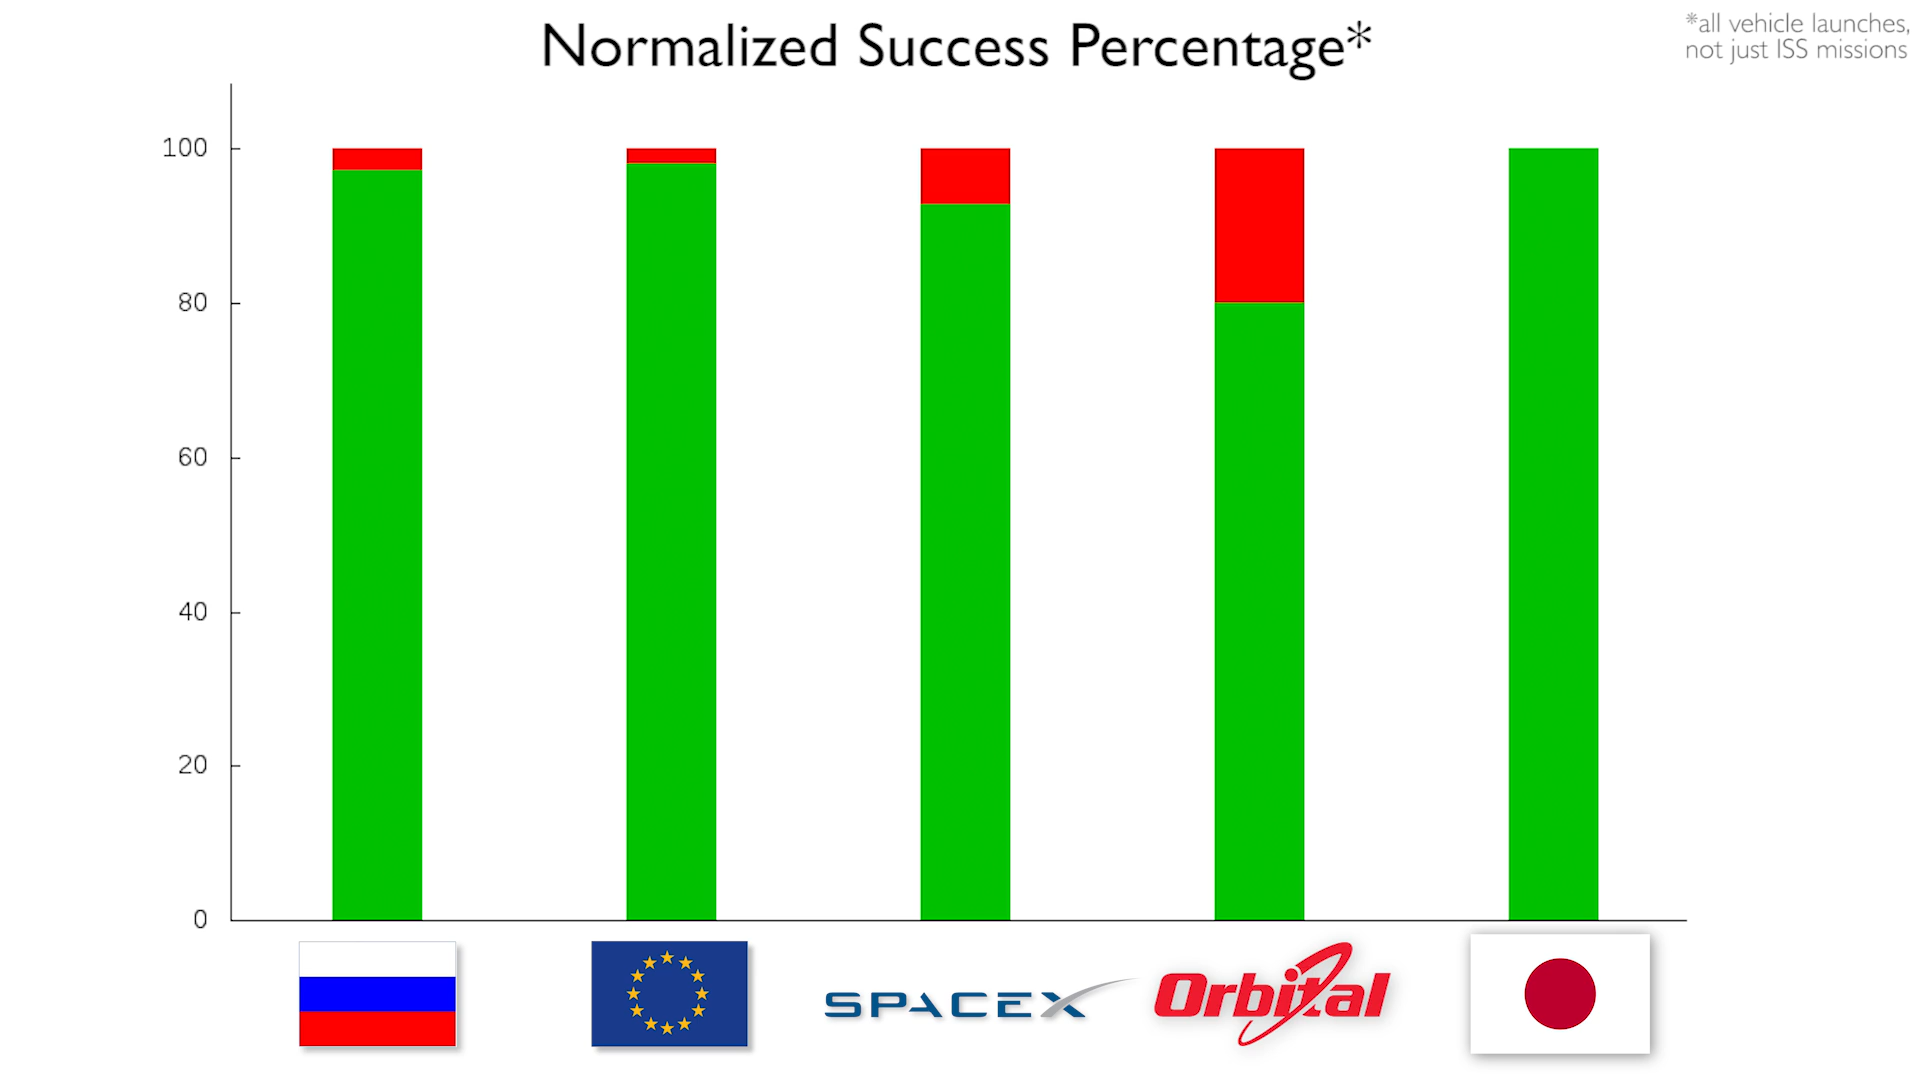 Normalized Success Percentage*
*all vehicle launches,
not just ISS missions
100
80
60
40
20
0
SPACEX
Orbital